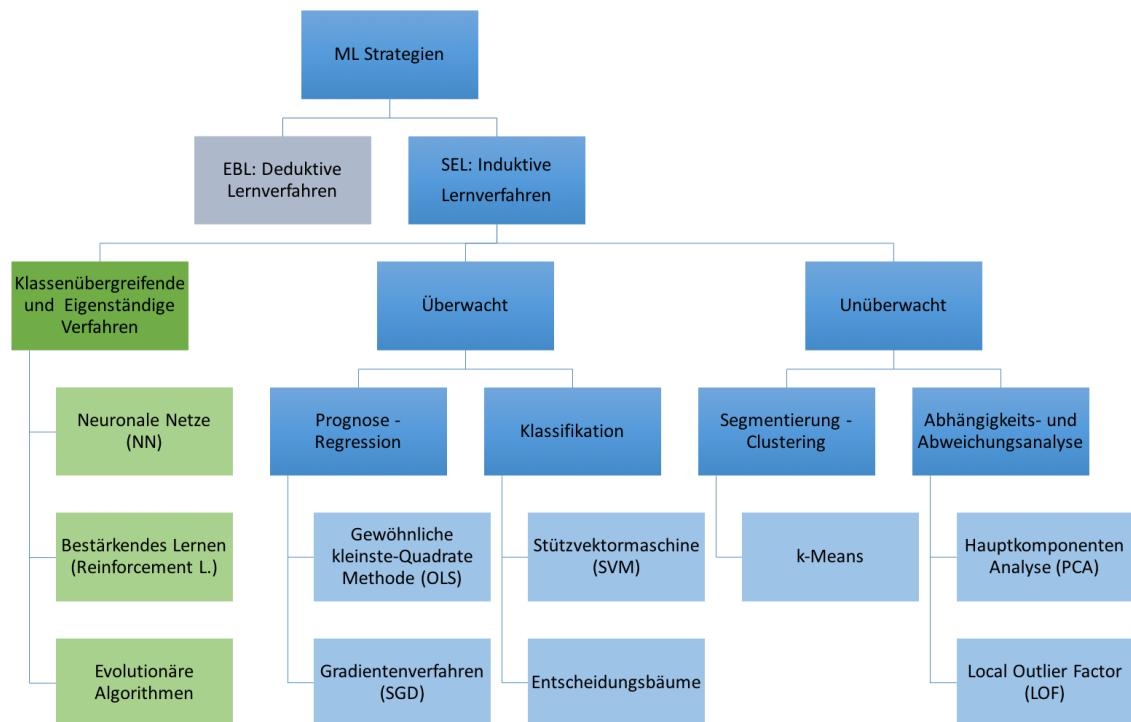 ML Strategien
EBL: Deduktive
Lernverfahren
SEL: Induktive
Lernverfahren
Klassenübergreifende
und Eigenständige
Verfahren
Überwacht
Unüberwacht
Neuronale Netze
(NN)
Prognose -
Regression
Klassifikation
Segmentierung -
Clustering
Abhängigkeits- und
Abweichungsanalyse
Bestärkendes Lernen
(Reinforcement L.)
Gewöhnliche
kleinste-Quadrate
Methode (OLS)
Stützvektormaschine
(SVM)
k-Means
Hauptkomponenten
Analyse (PCA)
Evolutionäre
Algorithmen
Gradientenverfahren
(SGD)
Entscheidungsbäume
Local Outlier Factor
(LOF)